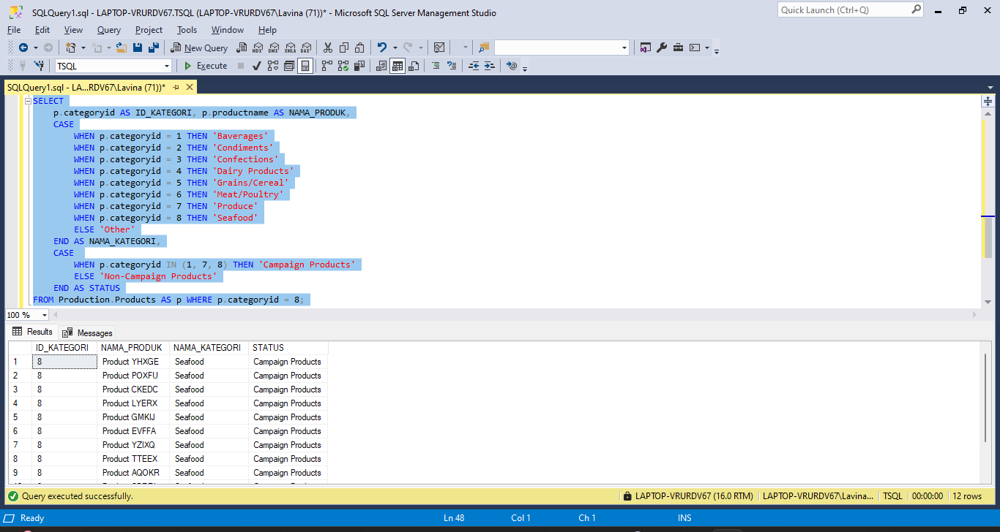 SQLQuery1.sql - LAPTOP-VRURDV67.TSQL (LAPTOP-VRURDV67\Lavina (71))* - Microsoft SQL Server Management Studio
Quick Launch (Ctrl+Q)
File Edit View Query Project Tools Window Help
New Query MDX DMX XMLA DAX
TSQL Execute
SQLQuery1.sql - LA...RDV67\Lavina (71))*
SELECT
p.categoryid AS ID_KATEGORI, p.productname AS NAMA_PRODUK,
CASE
WHEN p.categoryid = 1 THEN 'Baverages'
WHEN p.categoryid = 2 THEN 'Condiments'
WHEN p.categoryid = 3 THEN 'Confections'
WHEN p.categoryid = 4 THEN 'Dairy Products'
WHEN p.categoryid = 5 THEN 'Grains/Cereal'
WHEN p.categoryid = 6 THEN 'Meat/Poultry'
WHEN p.categoryid = 7 THEN 'Produce'
WHEN p.categoryid = 8 THEN 'Seafood'
ELSE 'Other'
END AS NAMA_KATEGORI,
CASE
WHEN p.categoryid IN (1, 7, 8) THEN 'Campaign Products'
ELSE 'Non-Campaign Products'
END AS STATUS
FROM Production.Products AS p WHERE p.categoryid = 8;
100 %
Results Messages
ID_KATEGORI NAMA_PRODUK NAMA_KATEGORI STATUS
1 8 Product YHXGE Seafood Campaign Products
2 8 Product POXFU Seafood Campaign Products
3 8 Product CKEDC Seafood Campaign Products
4 8 Product LYERX Seafood Campaign Products
5 8 Product GMKIJ Seafood Campaign Products
6 8 Product EVFFA Seafood Campaign Products
7 8 Product YZIXQ Seafood Campaign Products
8 8 Product TTEEX Seafood Campaign Products
9 8 Product AQOKR Seafood Campaign Products
Query executed successfully. LAPTOP-VRURDV67 (16.0 RTM) LAPTOP-VRURDV67\Lavina... TSQL 00:00:00 12 rows
Ready Ln 48 Col 1 Ch 1 INS